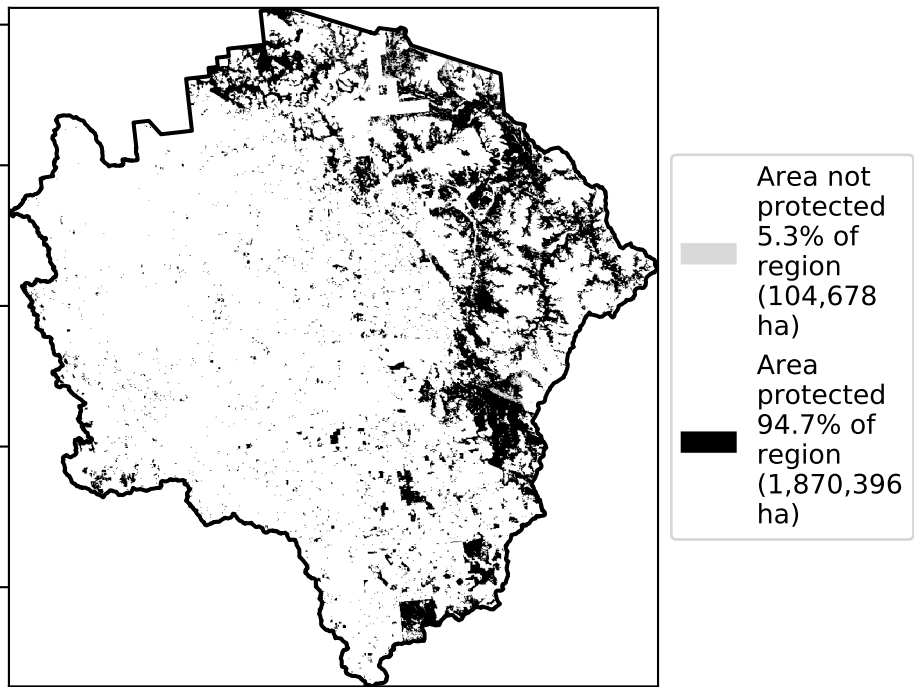 Area not
protected
5.3% of
region
(104,678
ha)
Area
protected
94.7% of
region
(1,870,396
ha)